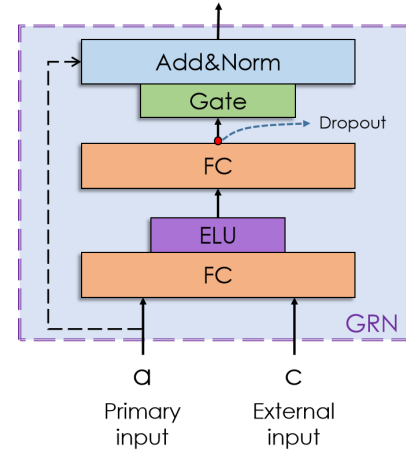 Add&Norm
Gate
Dropout
FC
ELU
FC
GRN
a
c
Primary
input
External
input